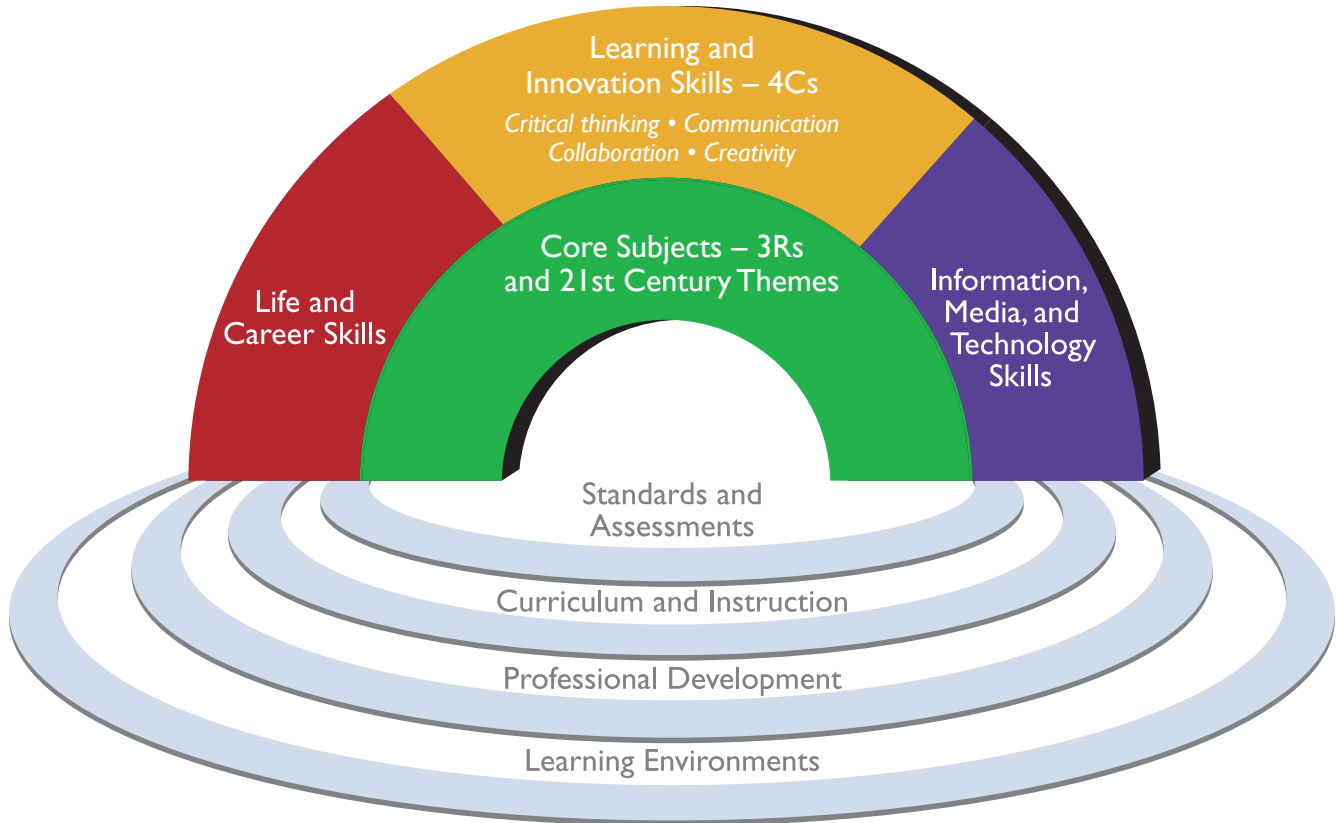 Learning and
Innovation Skills – 4Cs
Critical thinking • Communication
Collaboration • Creativity
Core Subjects – 3Rs
and 21st Century Themes
Life and
Career Skills
Information,
Media, and
Technology
Skills
Standards and
Assessments
Curriculum and Instruction
Professional Development
Learning Environments